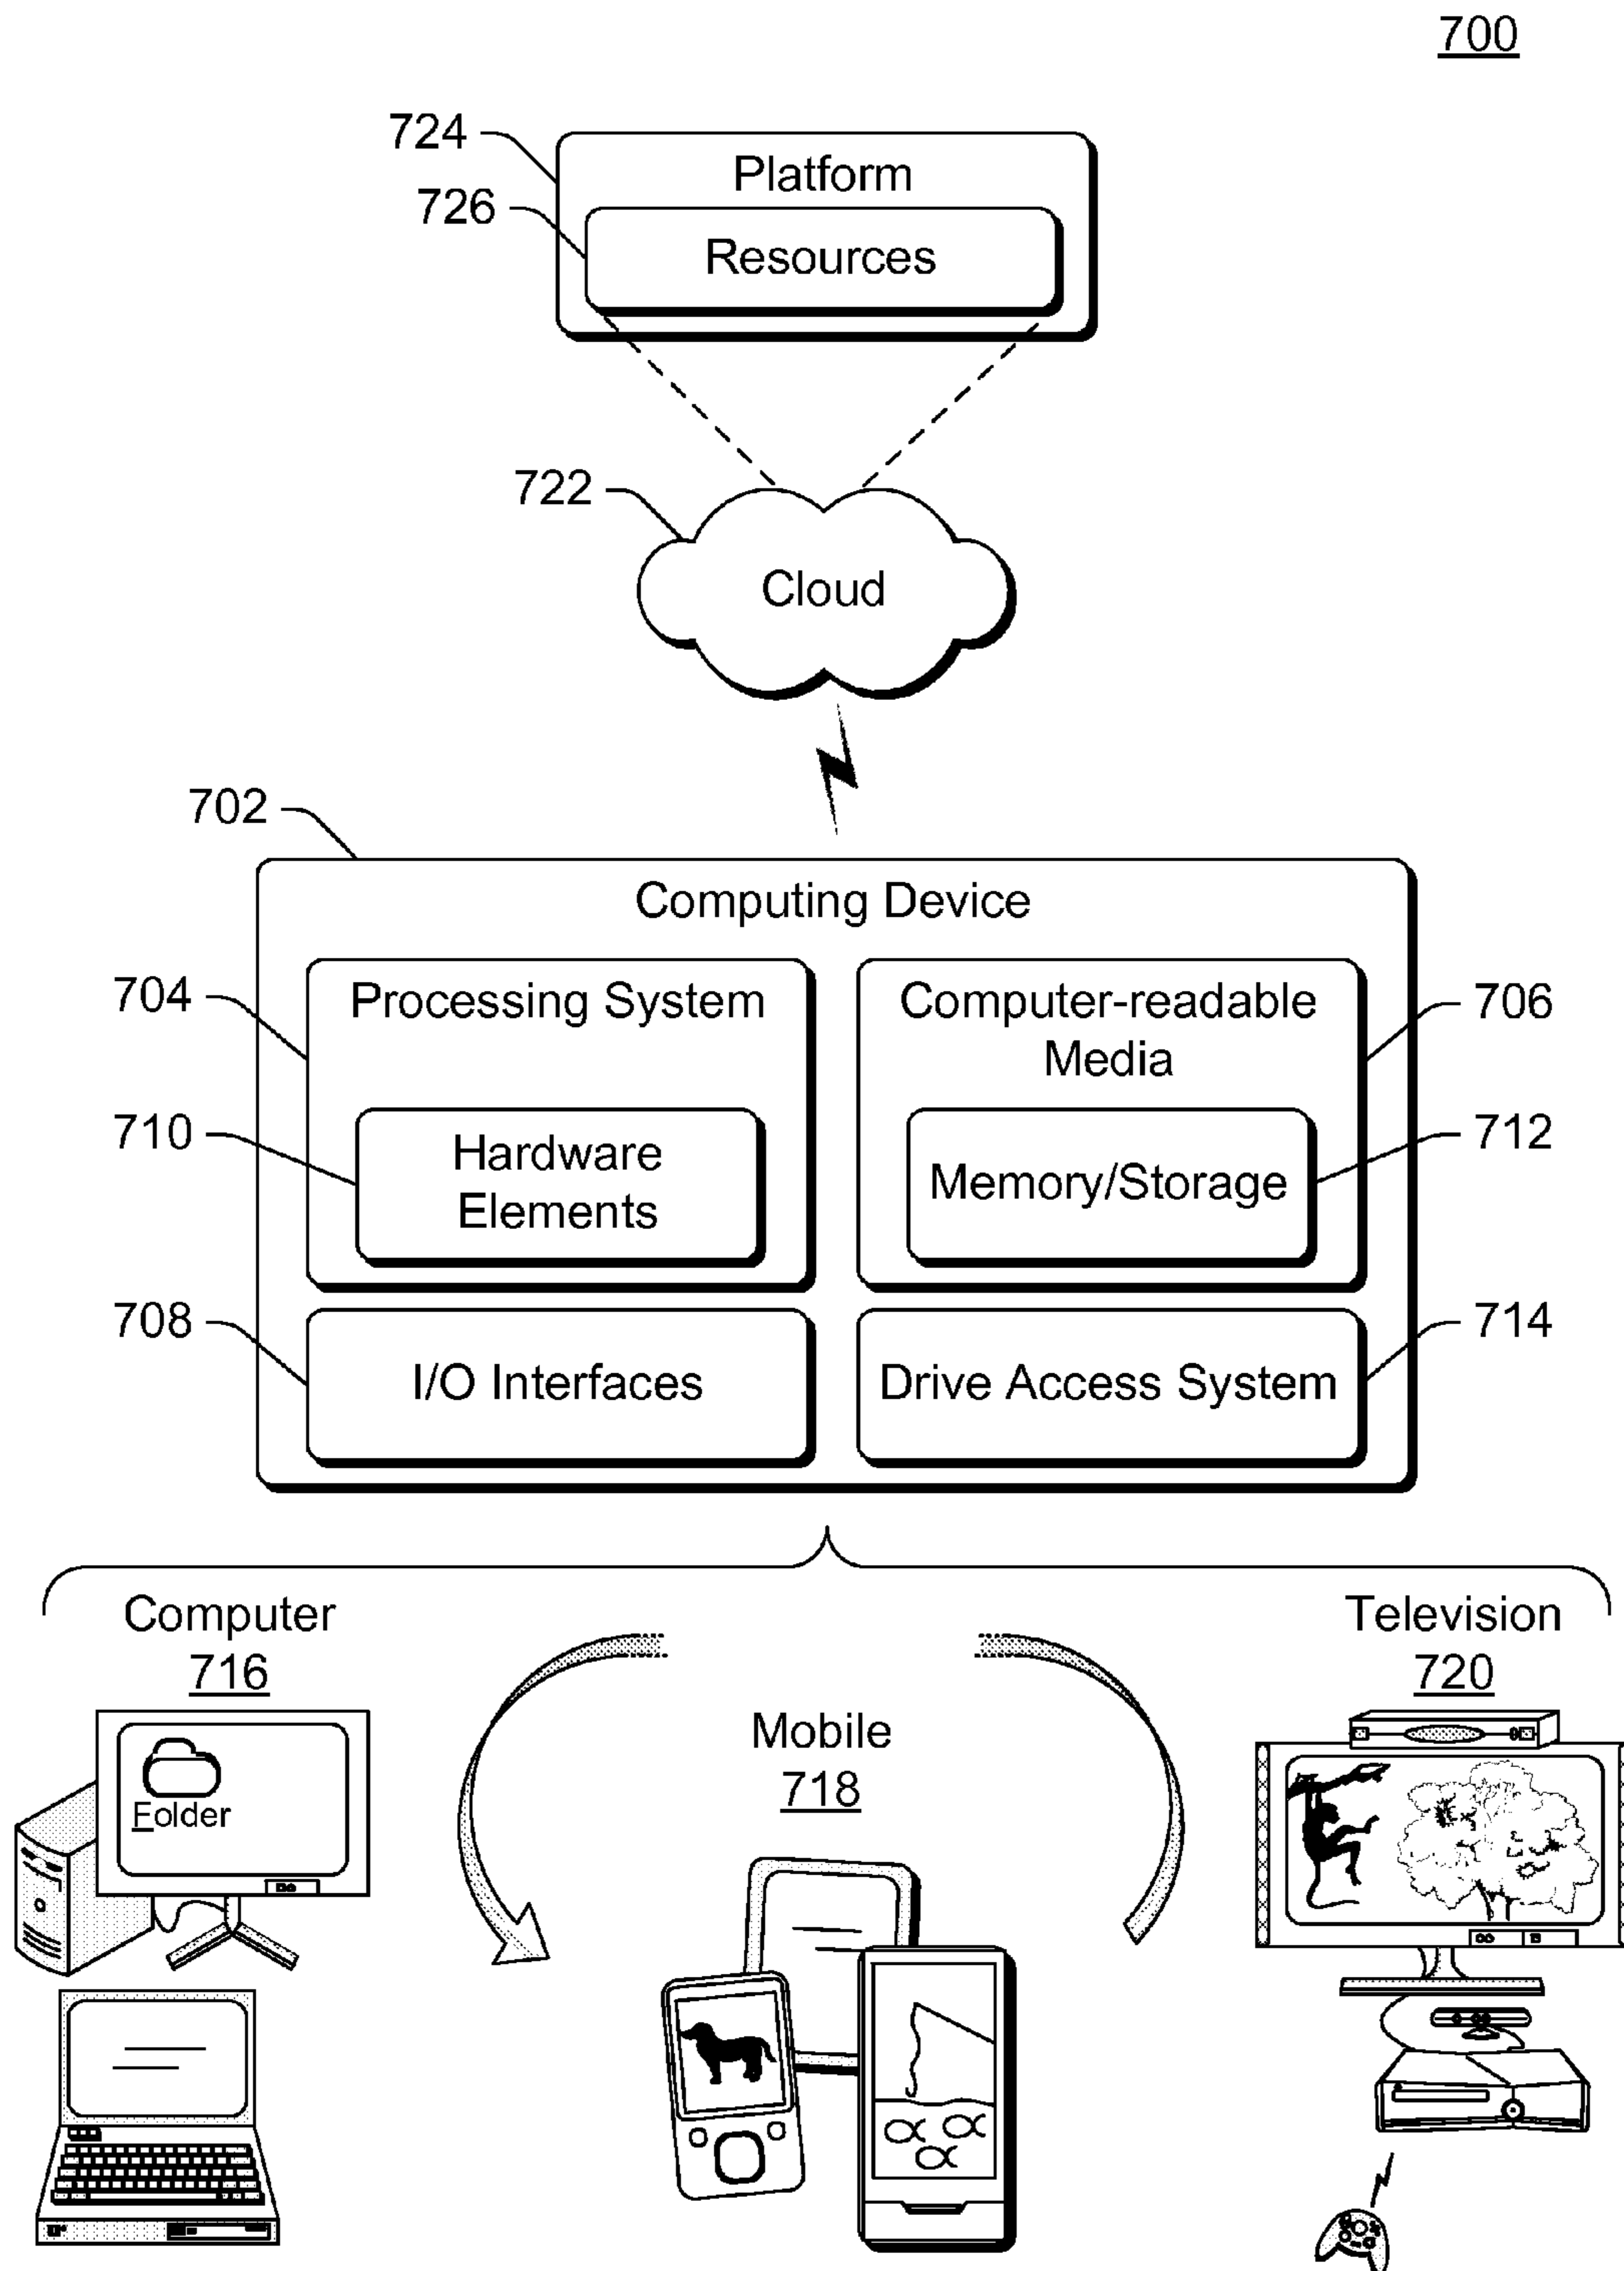 700
724
Platform
726
Resources
722
Cloud
702
Computing Device
704
Processing System
Computer-readable
Media
706
710
Hardware
Elements
Memory/Storage
712
708
I/O Interfaces
Drive Access System
714
Computer
716
Folder
Mobile
718
Television
720